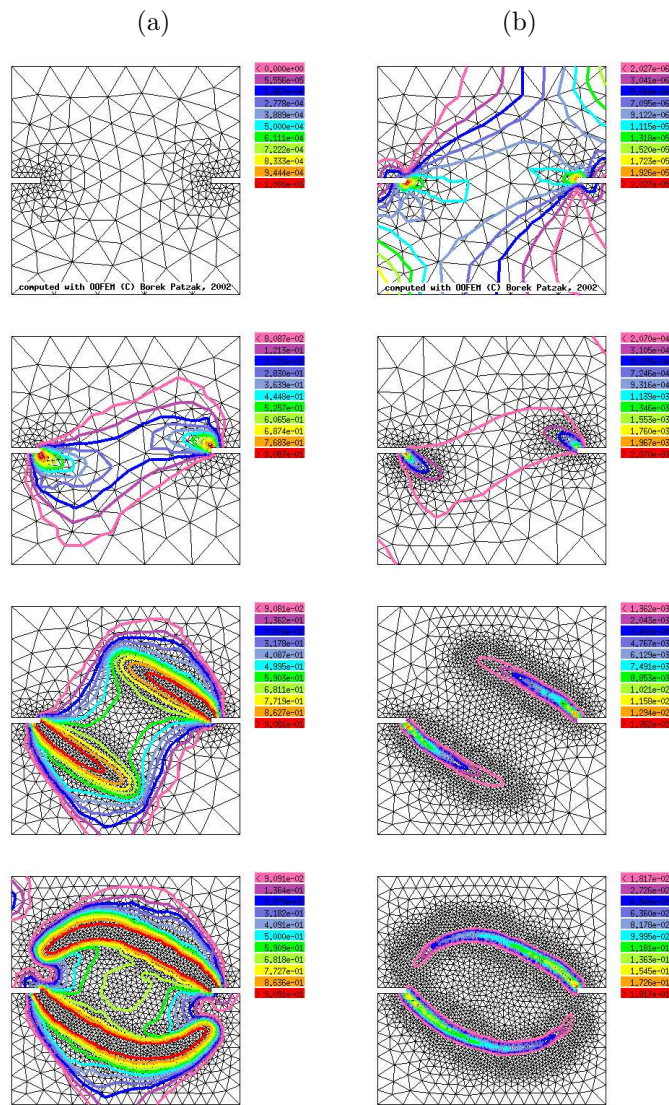 (a)
(b)
< 0.000e+00
5.556e-05
2.778e-04
3.889e-04
5.000e-04
6.111e-04
7.222e-04
8.333e-04
9.444e-04
computed with OOFEM (C) Borek Patzak, 2002
< 2.027e-06
3.041e-06
7.095e-06
9.122e-06
1.115e-05
1.318e-05
1.520e-05
1.723e-05
1.926e-05
computed with OOFEM (C) Borek Patzak, 2002
< 8.087e-02
1.213e-01
2.830e-01
3.639e-01
4.448e-01
5.257e-01
6.065e-01
6.874e-01
7.683e-01
< 2.070e-04
3.105e-04
7.246e-04
9.316e-04
1.139e-03
1.346e-03
1.553e-03
1.760e-03
1.967e-03
< 9.081e-02
1.362e-01
3.178e-01
4.087e-01
4.995e-01
5.903e-01
6.811e-01
7.719e-01
8.627e-01
< 1.362e-03
2.043e-03
4.767e-03
6.129e-03
7.491e-03
8.853e-03
1.021e-02
1.158e-02
1.294e-02
< 9.091e-02
1.364e-01
3.182e-01
4.091e-01
5.000e-01
5.909e-01
6.818e-01
7.727e-01
8.636e-01
< 1.817e-02
2.726e-02
6.360e-02
8.178e-02
9.995e-02
1.181e-01
1.363e-01
1.545e-01
1.726e-01